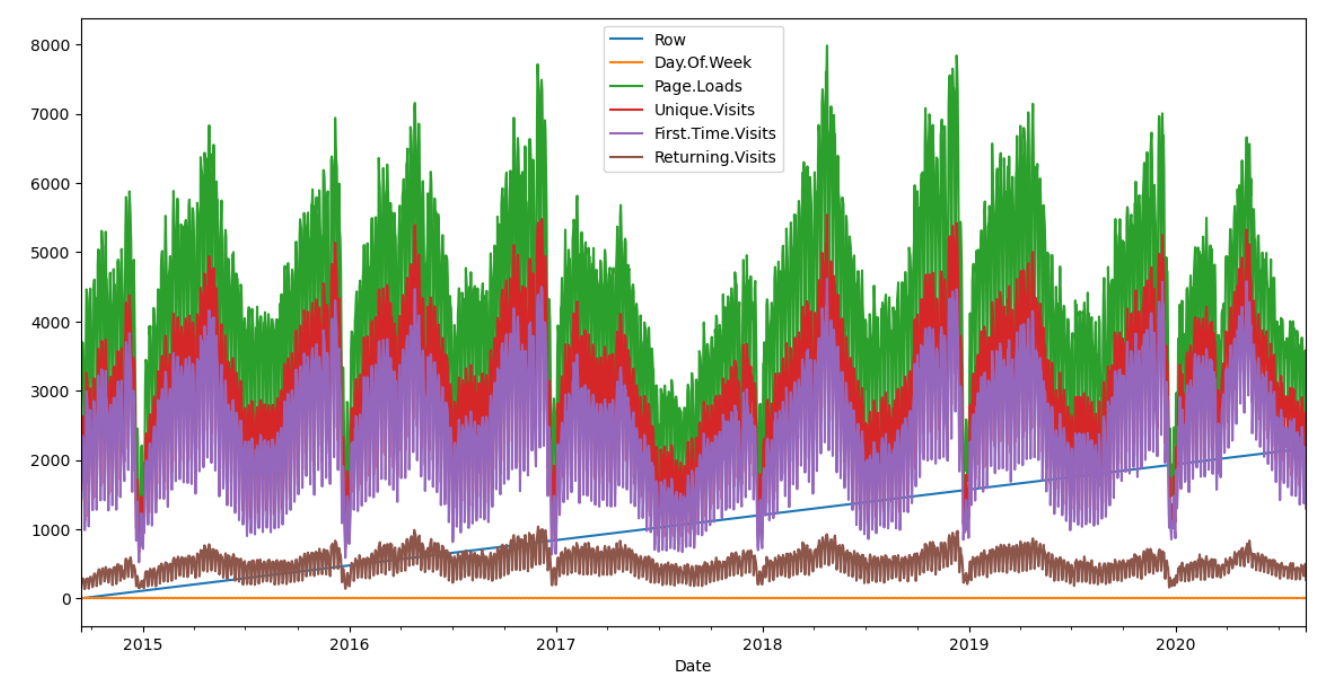 8000
7000
6000
5000
4000
3000
2000
1000
0
Row
Day.Of.Week
Page.Loads
Unique.Visits
First.Time.Visits
Returning.Visits
2015 2016 2017 2018 2019 2020
Date